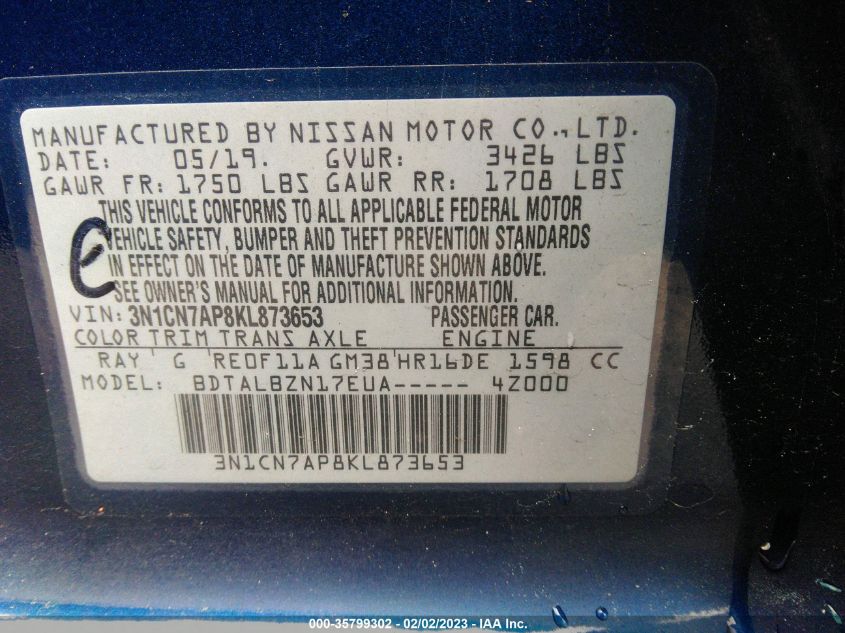 MANUFACTURED BY NISSAN MOTOR CO.,LTD.
DATE: 05/19. GVWR: 3426 LBS
GAWR FR: 1750 LBS GAWR RR: 1708 LBS
THIS VEHICLE CONFORMS TO ALL APPLICABLE FEDERAL MOTOR
VEHICLE SAFETY, BUMPER AND THEFT PREVENTION STANDARDS
IN EFFECT ON THE DATE OF MANUFACTURE SHOWN ABOVE.
SEE OWNER'S MANUAL FOR ADDITIONAL INFORMATION.
e
VIN: 3N1CN7AP8KL873653 PASSENGER CAR.
COLOR TRIM TRANS AXLE ENGINE
RAY G RE0F11A GM38 HR16DE 1598 CC
MODEL: BDTALBZN17EUA----- 4Z000
3N1CN7AP8KL873653
000-35799302 - 02/02/2023 - IAA Inc.